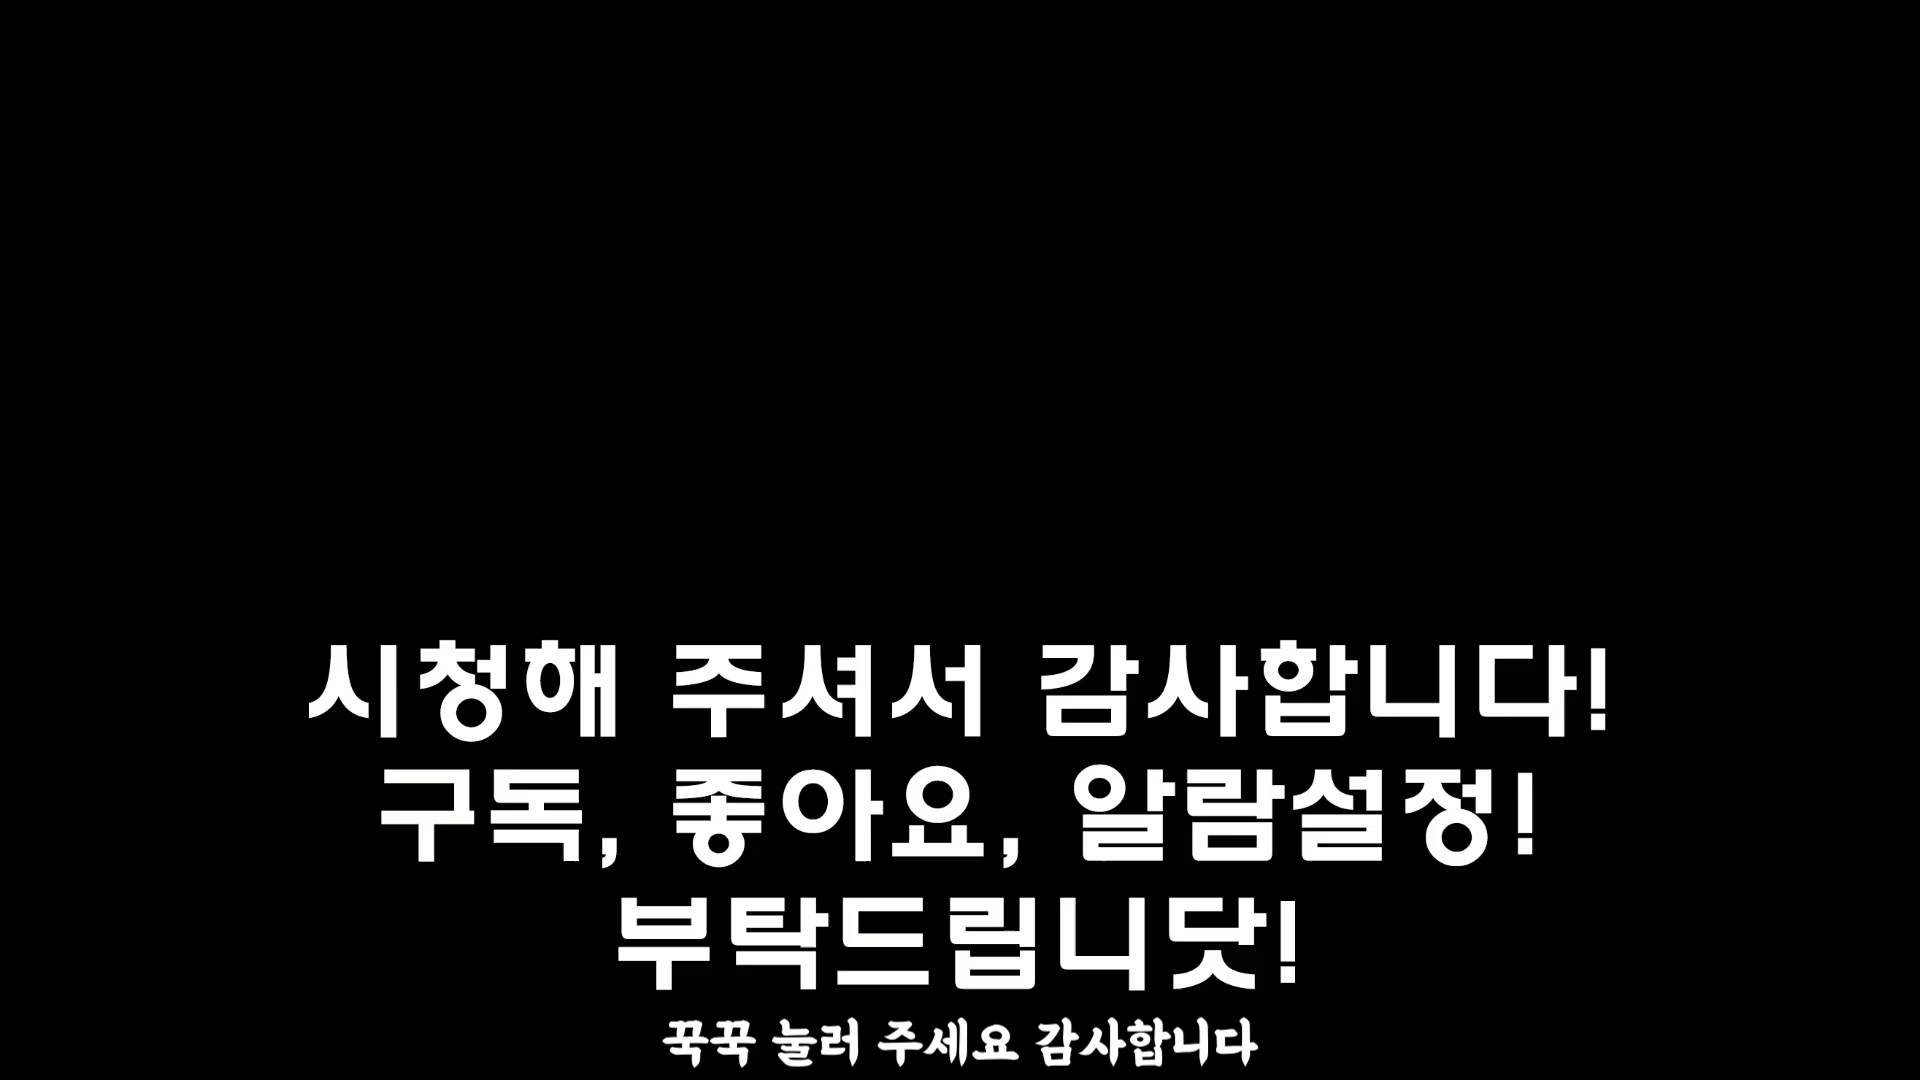 시청해 주셔서 감사합니다!
구독, 좋아요, 알람설정!
부탁드립니닷!
꾹꾹 눌러 주세요 감사합니다